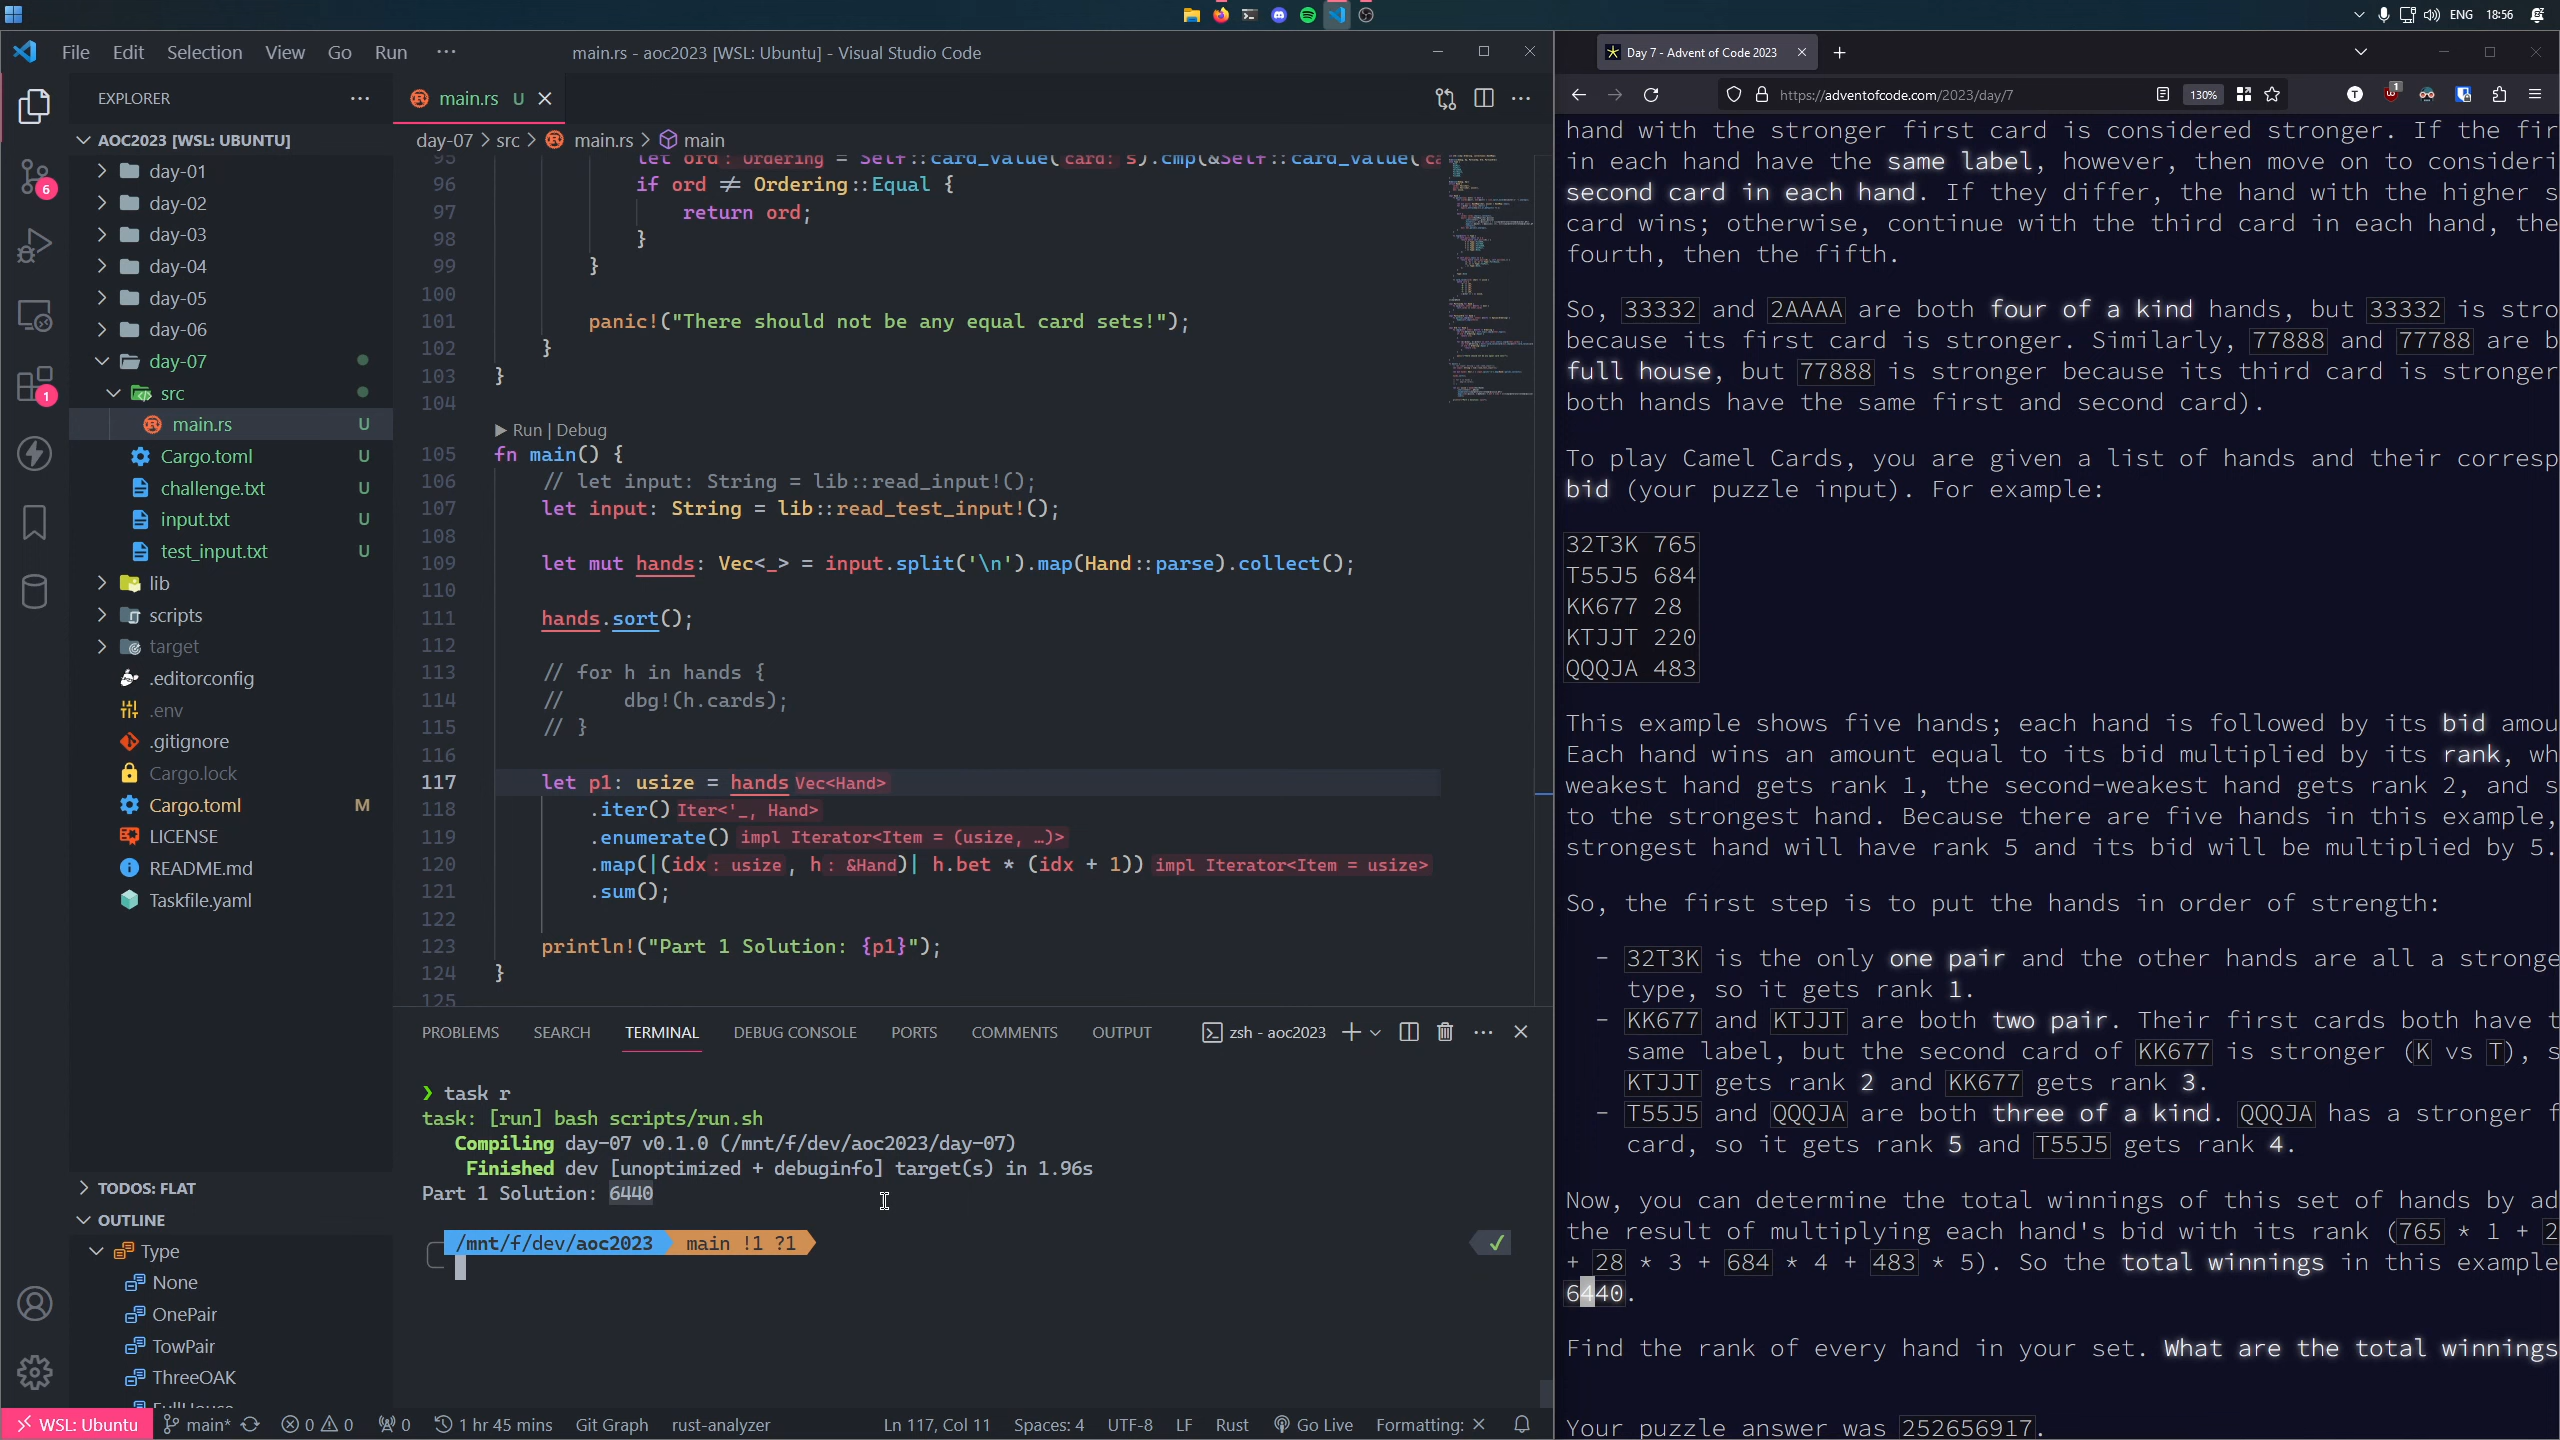 ENG
18:56
File Edit Selection View Go Run ···
main.rs - aoc2023 [WSL: Ubuntu] - Visual Studio Code
EXPLORER
AOC2023 [WSL: UBUNTU]
day-01
day-02
day-03
day-04
day-05
day-06
day-07
src
main.rs U
Cargo.toml U
challenge.txt U
input.txt U
test_input.txt U
lib
scripts
target
.editorconfig
.env
.gitignore
Cargo.lock
Cargo.toml M
LICENSE
README.md
Taskfile.yaml
TODOS: FLAT
OUTLINE
Type
None
OnePair
TowPair
ThreeOAK
6
1
main.rs U
day-07 > src > main.rs > main
95 let ord: Ordering = Self::card_value(card: s).cmp(&Self::card_value(ca
96 if ord ≠ Ordering::Equal {
97 return ord;
98 }
99 }
100
101 panic!("There should not be any equal card sets!");
102 }
103 }
104
▶ Run | Debug
105 fn main() {
106 // let input: String = lib::read_input!();
107 let input: String = lib::read_test_input!();
108
109 let mut hands: Vec<_> = input.split('\n').map(Hand::parse).collect();
110
111 hands.sort();
112
113 // for h in hands {
114 // dbg!(h.cards);
115 // }
116
117 let p1: usize = hands Vec<Hand>
118 .iter() Iter<'_, Hand>
119 .enumerate() impl Iterator<Item = (usize, …)>
120 .map(|(idx: usize, h: &Hand)| h.bet * (idx + 1)) impl Iterator<Item = usize>
121 .sum();
122
123 println!("Part 1 Solution: {p1}");
124 }
125
PROBLEMS SEARCH TERMINAL DEBUG CONSOLE PORTS COMMENTS OUTPUT zsh - aoc2023
❯ task r
task: [run] bash scripts/run.sh
Compiling day-07 v0.1.0 (/mnt/f/dev/aoc2023/day-07)
Finished dev [unoptimized + debuginfo] target(s) in 1.96s
Part 1 Solution: 6440
/mnt/f/dev/aoc2023 main !1 ?1 ✓
WSL: Ubuntu main* 0 0 0 1 hr 45 mins Git Graph rust-analyzer Ln 117, Col 11 Spaces: 4 UTF-8 LF Rust Go Live Formatting: ×
Day 7 - Advent of Code 2023
https://adventofcode.com/2023/day/7
130%
1
hand with the stronger first card is considered stronger. If the fir
in each hand have the same label, however, then move on to consideri
second card in each hand. If they differ, the hand with the higher s
card wins; otherwise, continue with the third card in each hand, the
fourth, then the fifth.
So, 33332 and 2AAAA are both four of a kind hands, but 33332 is stro
because its first card is stronger. Similarly, 77888 and 77788 are b
full house, but 77888 is stronger because its third card is stronger
both hands have the same first and second card).
To play Camel Cards, you are given a list of hands and their corresp
bid (your puzzle input). For example:
32T3K 765
T55J5 684
KK677 28
KTJJT 220
QQQJA 483
This example shows five hands; each hand is followed by its bid amou
Each hand wins an amount equal to its bid multiplied by its rank, wh
weakest hand gets rank 1, the second-weakest hand gets rank 2, and s
to the strongest hand. Because there are five hands in this example,
strongest hand will have rank 5 and its bid will be multiplied by 5.
So, the first step is to put the hands in order of strength:
- 32T3K is the only one pair and the other hands are all a stronge
type, so it gets rank 1.
- KK677 and KTJJT are both two pair. Their first cards both have t
same label, but the second card of KK677 is stronger (K vs T), s
KTJJT gets rank 2 and KK677 gets rank 3.
- T55J5 and QQQJA are both three of a kind. QQQJA has a stronger f
card, so it gets rank 5 and T55J5 gets rank 4.
Now, you can determine the total winnings of this set of hands by ad
the result of multiplying each hand's bid with its rank (765 * 1 + 2
+ 28 * 3 + 684 * 4 + 483 * 5). So the total winnings in this example
6440.
Find the rank of every hand in your set. What are the total winnings
Your puzzle answer was 252656917.